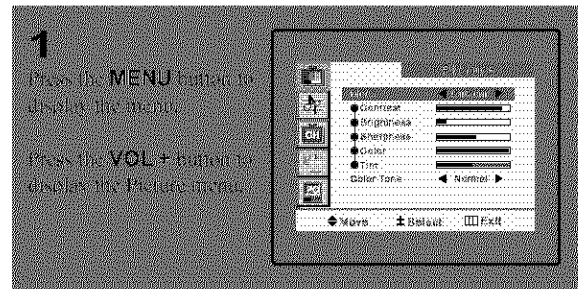 1
Press the MENU button to
display the menu.
Press the VOL + button to
display the Picture menu.
Contrast
Brightness
Sharpness
Color
Tint
Color Tone Normal
Move Select Exit